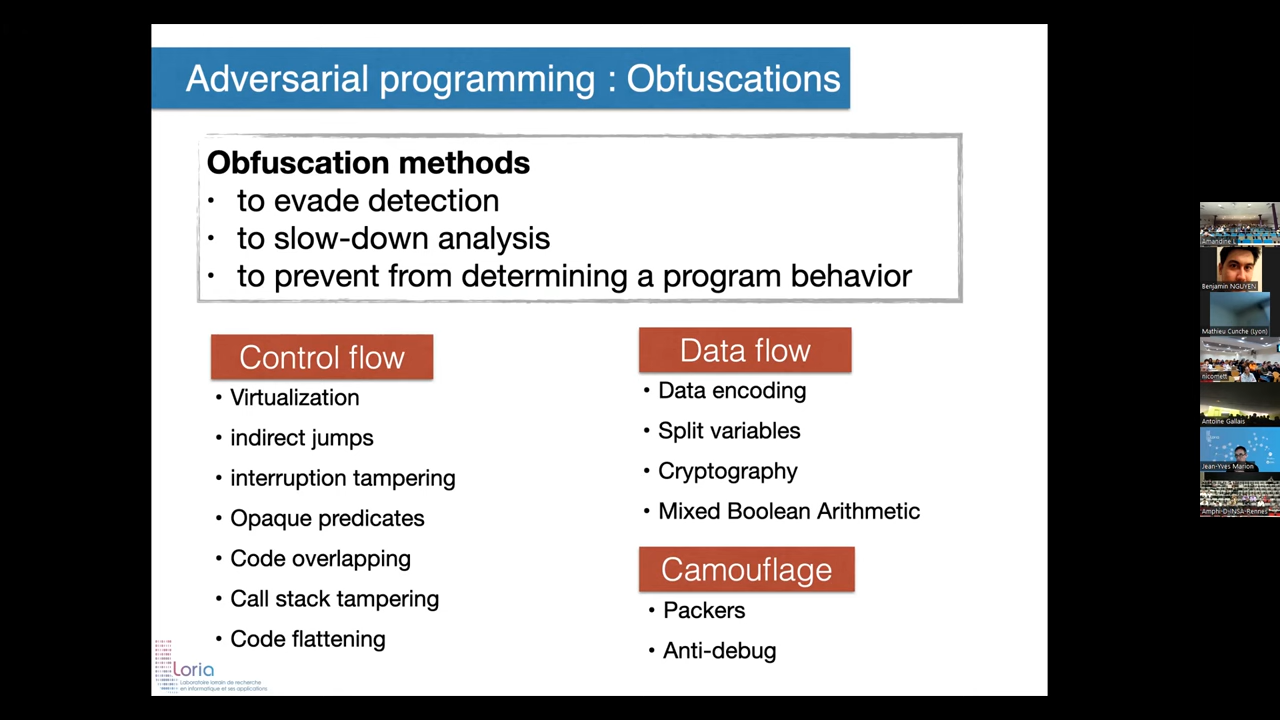 Adversarial programming : Obfuscations
Obfuscation methods
• to evade detection
• to slow-down analysis
• to prevent from determining a program behavior
Control flow
• Virtualization
• indirect jumps
• interruption tampering
• Opaque predicates
• Code overlapping
• Call stack tampering
• Code flattening
Data flow
• Data encoding
• Split variables
• Cryptography
• Mixed Boolean Arithmetic
Camouflage
• Packers
• Anti-debug
Loria
Laboratoire lorrain de recherche
en informatique et ses applications
Amandine
Benjamin NGUYEN
Mathieu Cunche (Lyon)
nicomett
Antoine Gallais
Jean-Yves Marion
Amphi-D-INSA-Rennes